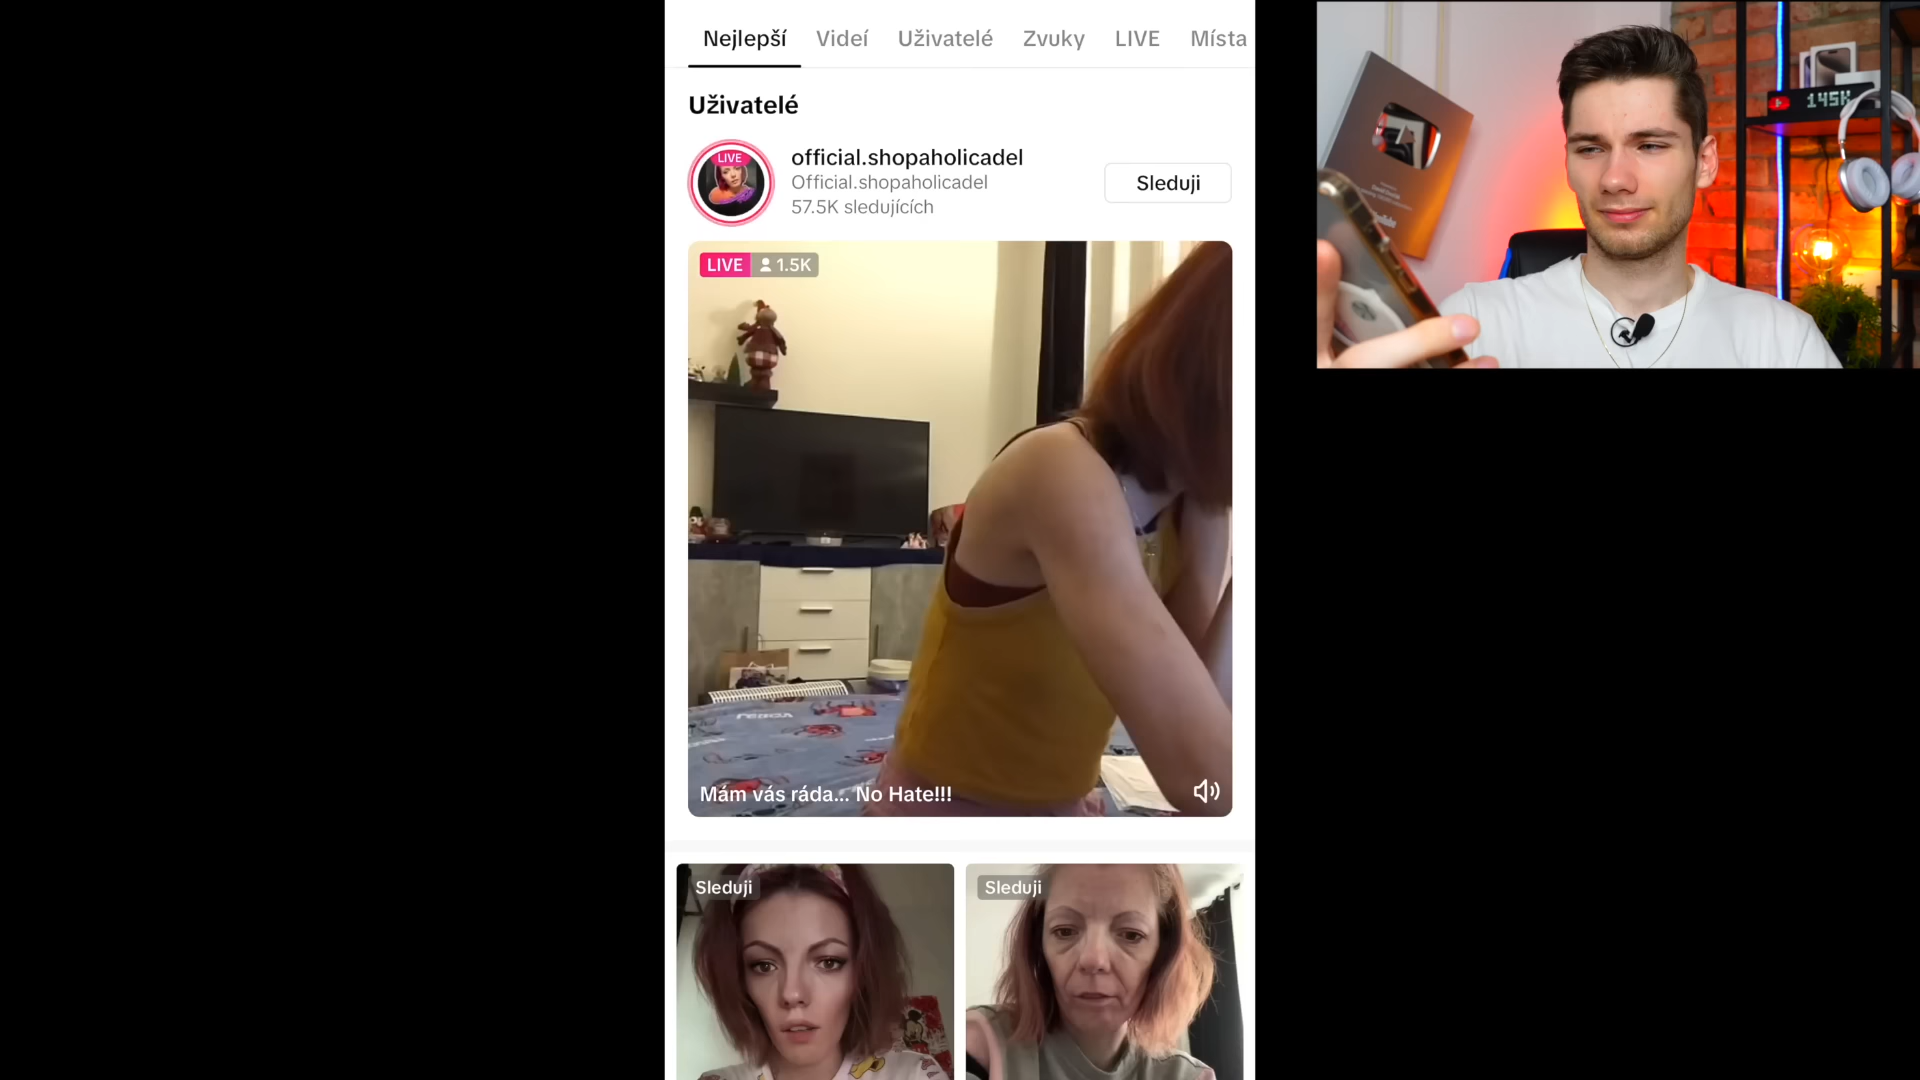 Nejlepší Videí Uživatelé Zvuky LIVE Místa
Uživatelé
LIVE
official.shopaholicadel
Official.shopaholicadel
57.5K sledujících
Sleduji
LIVE 1.5K
Mám vás ráda... No Hate!!!
Sleduji
Sleduji
145K